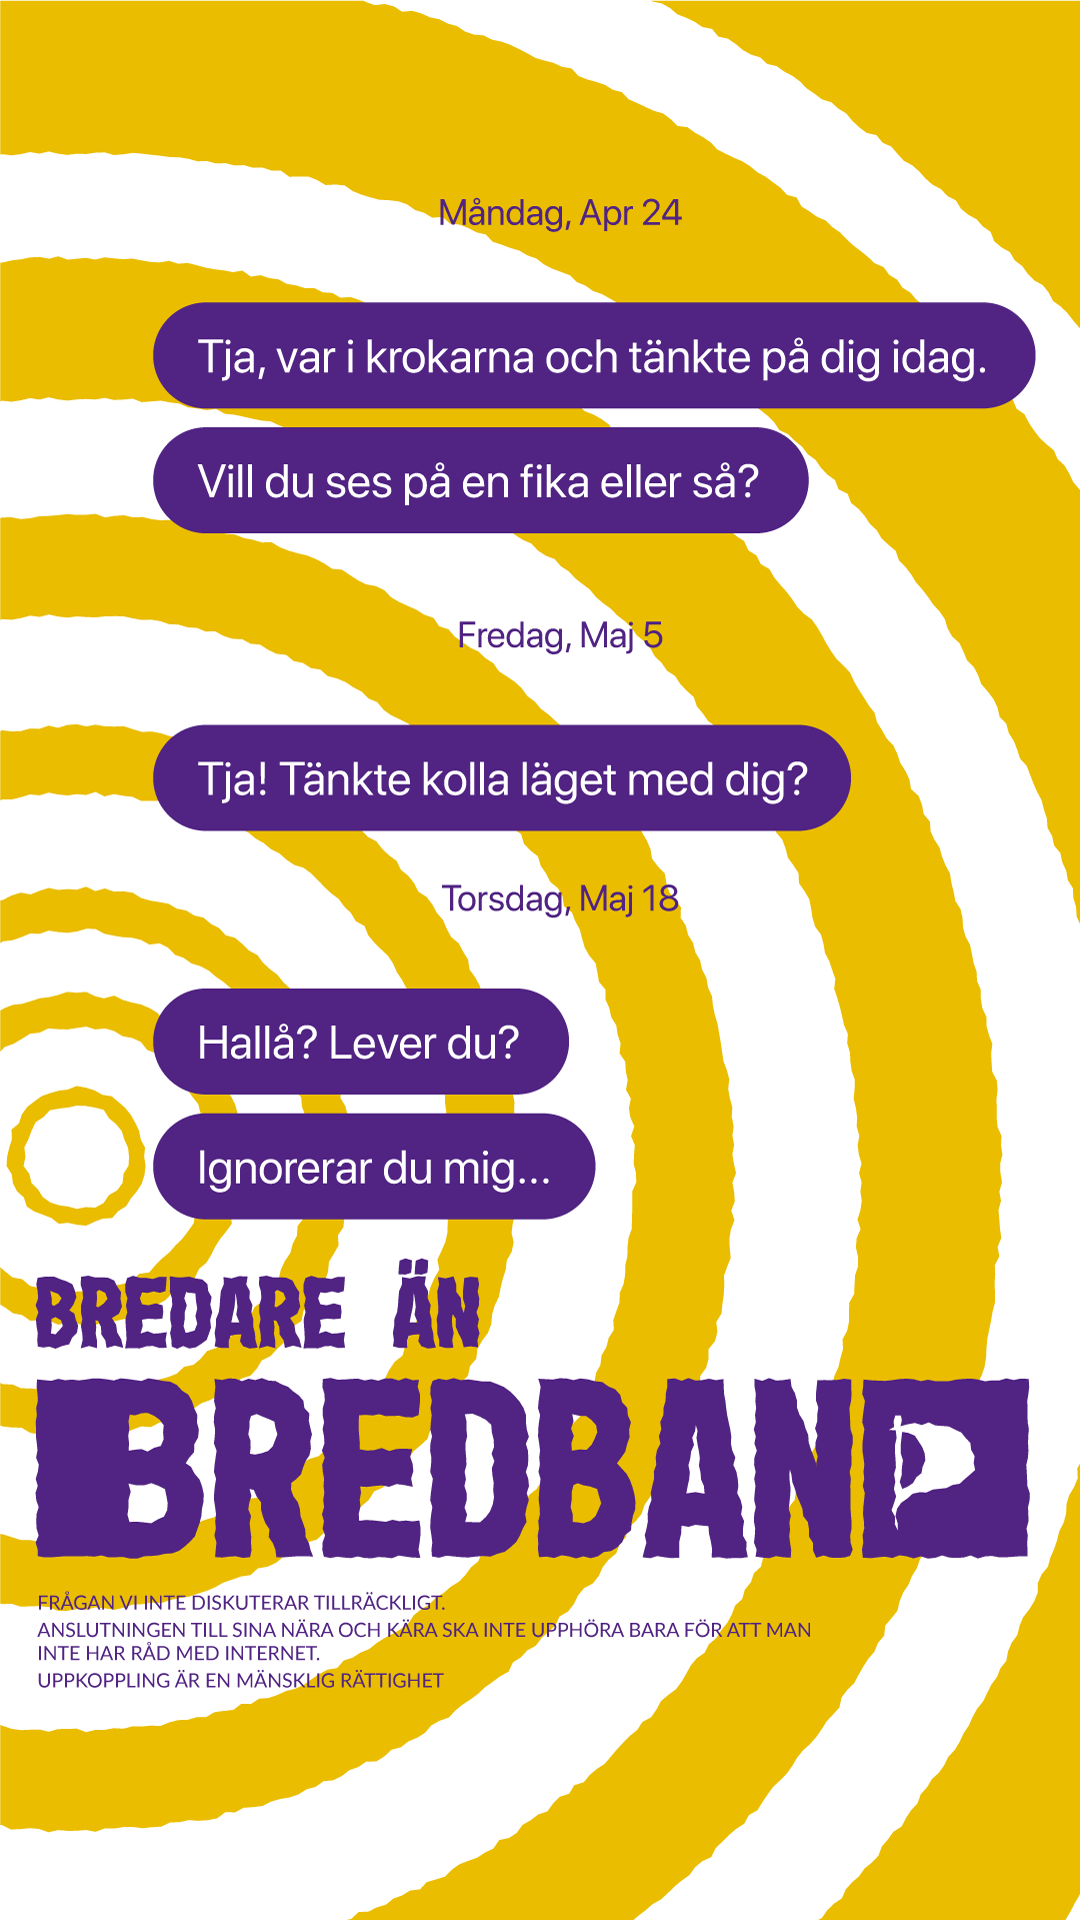 Måndag, Apr 24
Tja, var i krokarna och tänkte på dig idag.
Vill du ses på en fika eller så?
Fredag, Maj 5
Tja! Tänkte kolla läget med dig?
Torsdag, Maj 18
Hallå? Lever du?
Ignorerar du mig...
BREDARE ÄN
BREDBAND
FRÅGAN VI INTE DISKUTERAR TILLRÄCKLIGT.
ANSLUTNINGEN TILL SINA NÄRA OCH KÄRA SKA INTE UPPHÖRA BARA FÖR ATT MAN
INTE HAR RÅD MED INTERNET.
UPPKOPPLING ÄR EN MÄNSKLIG RÄTTIGHET